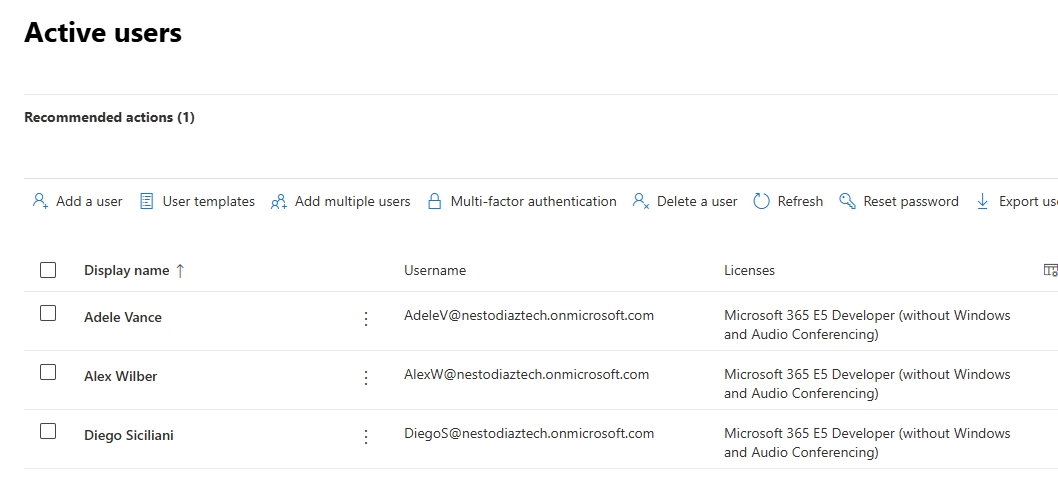 Active users
Recommended actions (1)
Add a user User templates Add multiple users Multi-factor authentication Delete a user Refresh Reset password Export
Display name ↑ Username Licenses
Adele Vance AdeleV@nestodiaztech.onmicrosoft.com Microsoft 365 E5 Developer (without Windows
and Audio Conferencing)
Alex Wilber AlexW@nestodiaztech.onmicrosoft.com Microsoft 365 E5 Developer (without Windows
and Audio Conferencing)
Diego Siciliani DiegoS@nestodiaztech.onmicrosoft.com Microsoft 365 E5 Developer (without Windows
and Audio Conferencing)